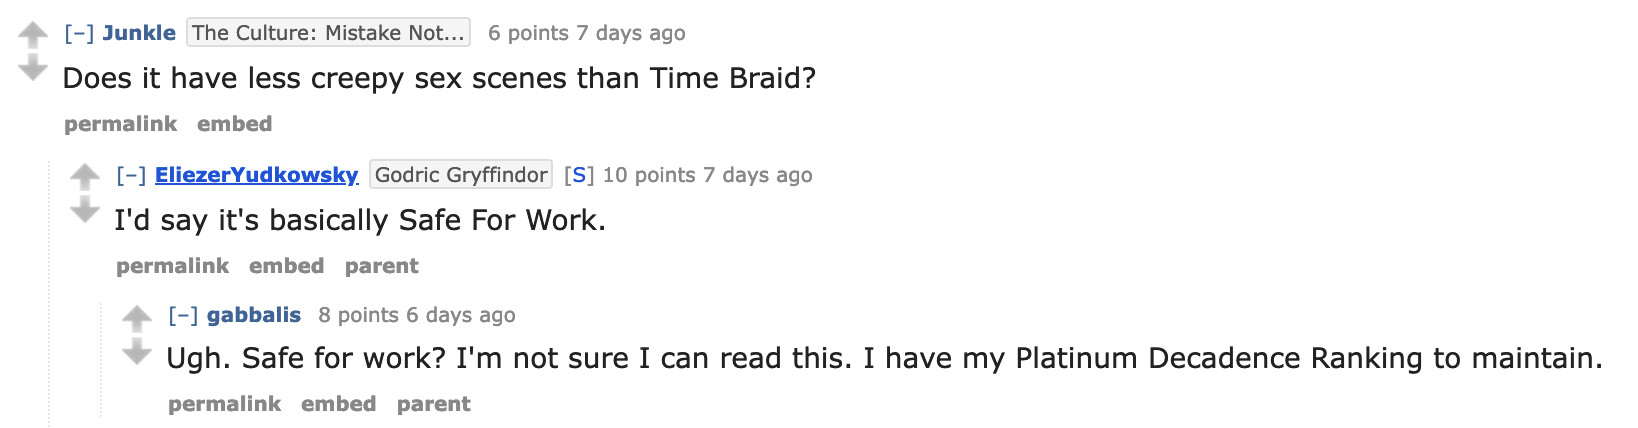 [–] Junkle The Culture: Mistake Not... 6 points 7 days ago
Does it have less creepy sex scenes than Time Braid?
permalink embed
[–] EliezerYudkowsky Godric Gryffindor [S] 10 points 7 days ago
I'd say it's basically Safe For Work.
permalink embed parent
[–] gabbalis 8 points 6 days ago
Ugh. Safe for work? I'm not sure I can read this. I have my Platinum Decadence Ranking to maintain.
permalink embed parent